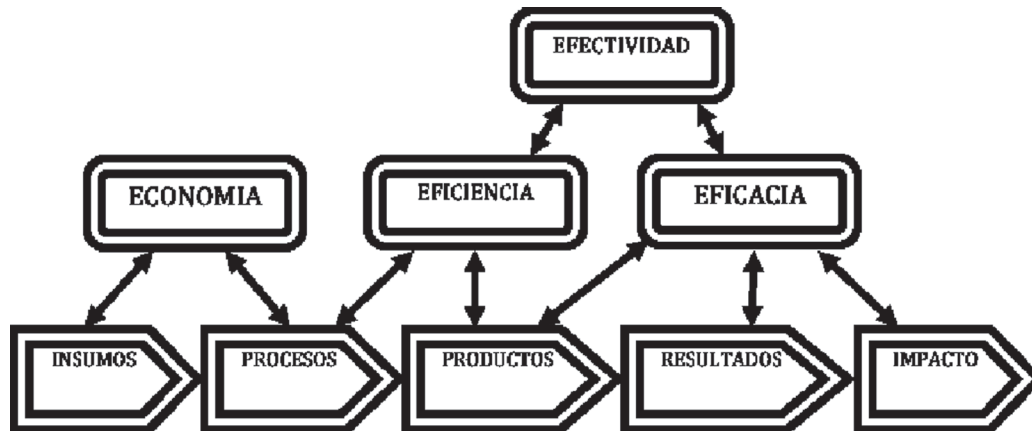 EFECTIVIDAD
ECONOMIA
EFICIENCIA
EFICACIA
INSUMOS
PROCESOS
PRODUCTOS
RESULTADOS
IMPACTO